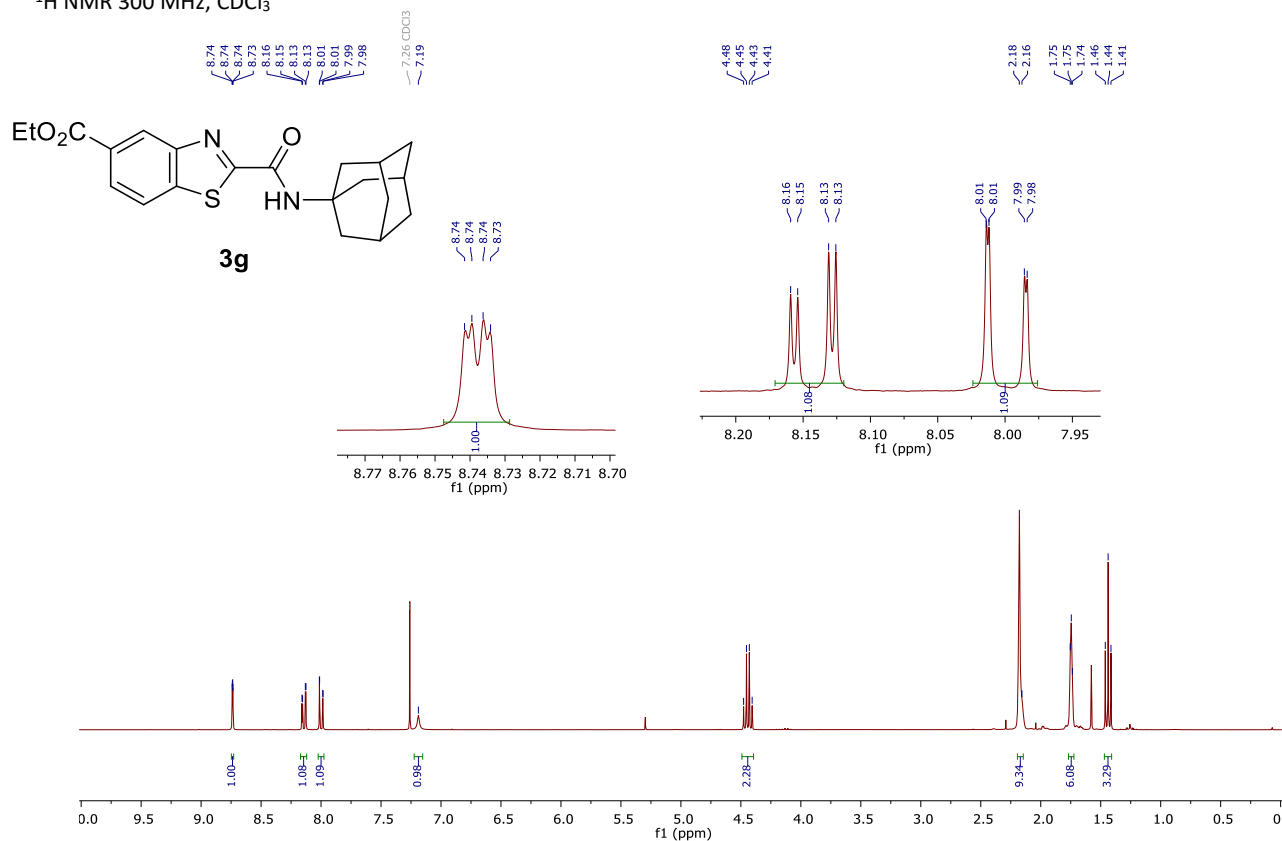 ¹H NMR 300 MHz, CDCl₃
8.74 8.74 8.74 8.73 8.16 8.15 8.13 8.13 8.01 8.01 7.99 7.98 7.26 CDCl3 7.19 4.48 4.45 4.43 4.41 2.18 2.16 1.75 1.75 1.74 1.46 1.44 1.41
EtO₂C
N
O
S
HN
3g
8.74 8.74 8.74 8.73
8.16 8.15 8.13 8.13 8.01 8.01 7.99 7.98
1.08 1.09
8.20 8.15 8.10 8.05 8.00 7.95
f1 (ppm)
1.00
8.77 8.76 8.75 8.74 8.73 8.72 8.71 8.70
f1 (ppm)
1.00 1.08 1.09 0.98 2.28 9.34 6.08 3.29
0.0 9.5 9.0 8.5 8.0 7.5 7.0 6.5 6.0 5.5 5.0 4.5 4.0 3.5 3.0 2.5 2.0 1.5 1.0 0.5 0
f1 (ppm)